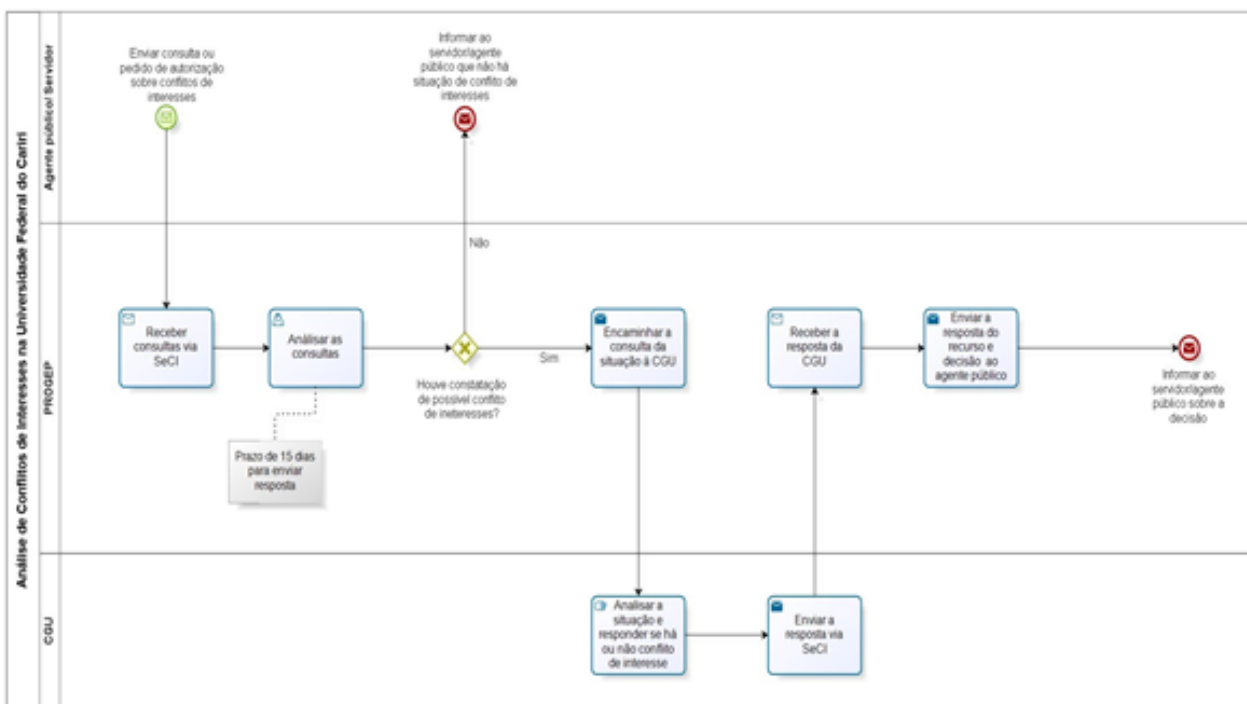 Análise de Conflitos de Interesses na Universidade Federal do Cariri
Agente público/ Servidor
Enviar consulta ou
pedido de autorização
sobre conflitos de
interesses
Informar ao
servidor/agente
público que não há
situação de conflito de
interesses
Não
PROGEP
Receber
consultas via
SeCI
Análisar as
consultas
Prazo de 15 dias
para enviar
resposta
Houve constatação
de possivel conflito
de ineteresses?
Sim
Encaminhar a
consulta da
situação à CGU
Receber a
resposta da
CGU
Enviar a
resposta do
recurso e
decisão ao
agente público
Informar ao
servidor/agente
público sobre a
decisão
CGU
Analisar a
situação e
responder se há
ou não conflito
de interesse
Enviar a
resposta via
SeCI